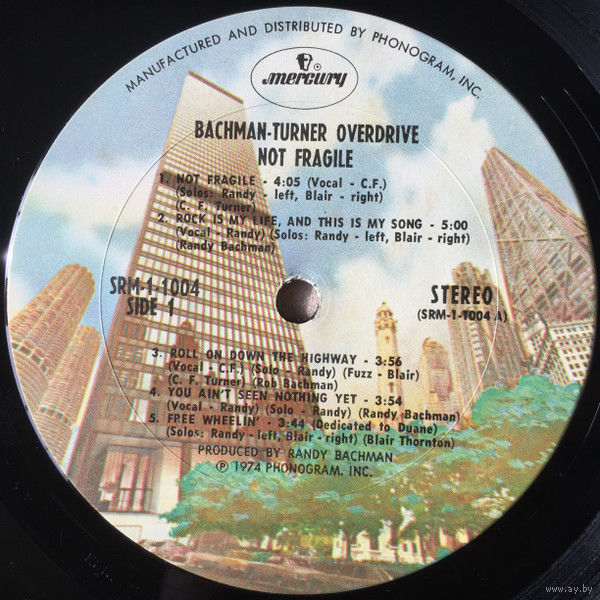 MANUFACTURED AND DISTRIBUTED BY PHONOGRAM, INC.
mercury
BACHMAN-TURNER OVERDRIVE
NOT FRAGILE
1. NOT FRAGILE - 4:05 (Vocal - C.F.)
(Solos: Randy - left, Blair - right)
(C. F. Turner)
2. ROCK IS MY LIFE, AND THIS IS MY SONG - 5:00
(Vocal - Randy) (Solos: Randy - left, Blair - right)
(Randy Bachman)
SRM-1-1004
SIDE 1
STEREO
(SRM-1-1004 A)
3. ROLL ON DOWN THE HIGHWAY - 3:56
(Vocal - C.F.) (Solo - Randy) (Fuzz - Blair)
(C. F. Turner) (Rob Bachman)
4. YOU AIN'T SEEN NOTHING YET - 3:54
(Vocal - Randy) (Solo - Randy) (Randy Bachman)
5. FREE WHEELIN' - 3:44 (Dedicated to Duane)
(Solos: Randy - left, Blair - right) (Blair Thornton)
PRODUCED BY RANDY BACHMAN
℗ 1974 PHONOGRAM, INC.
www.ay.by